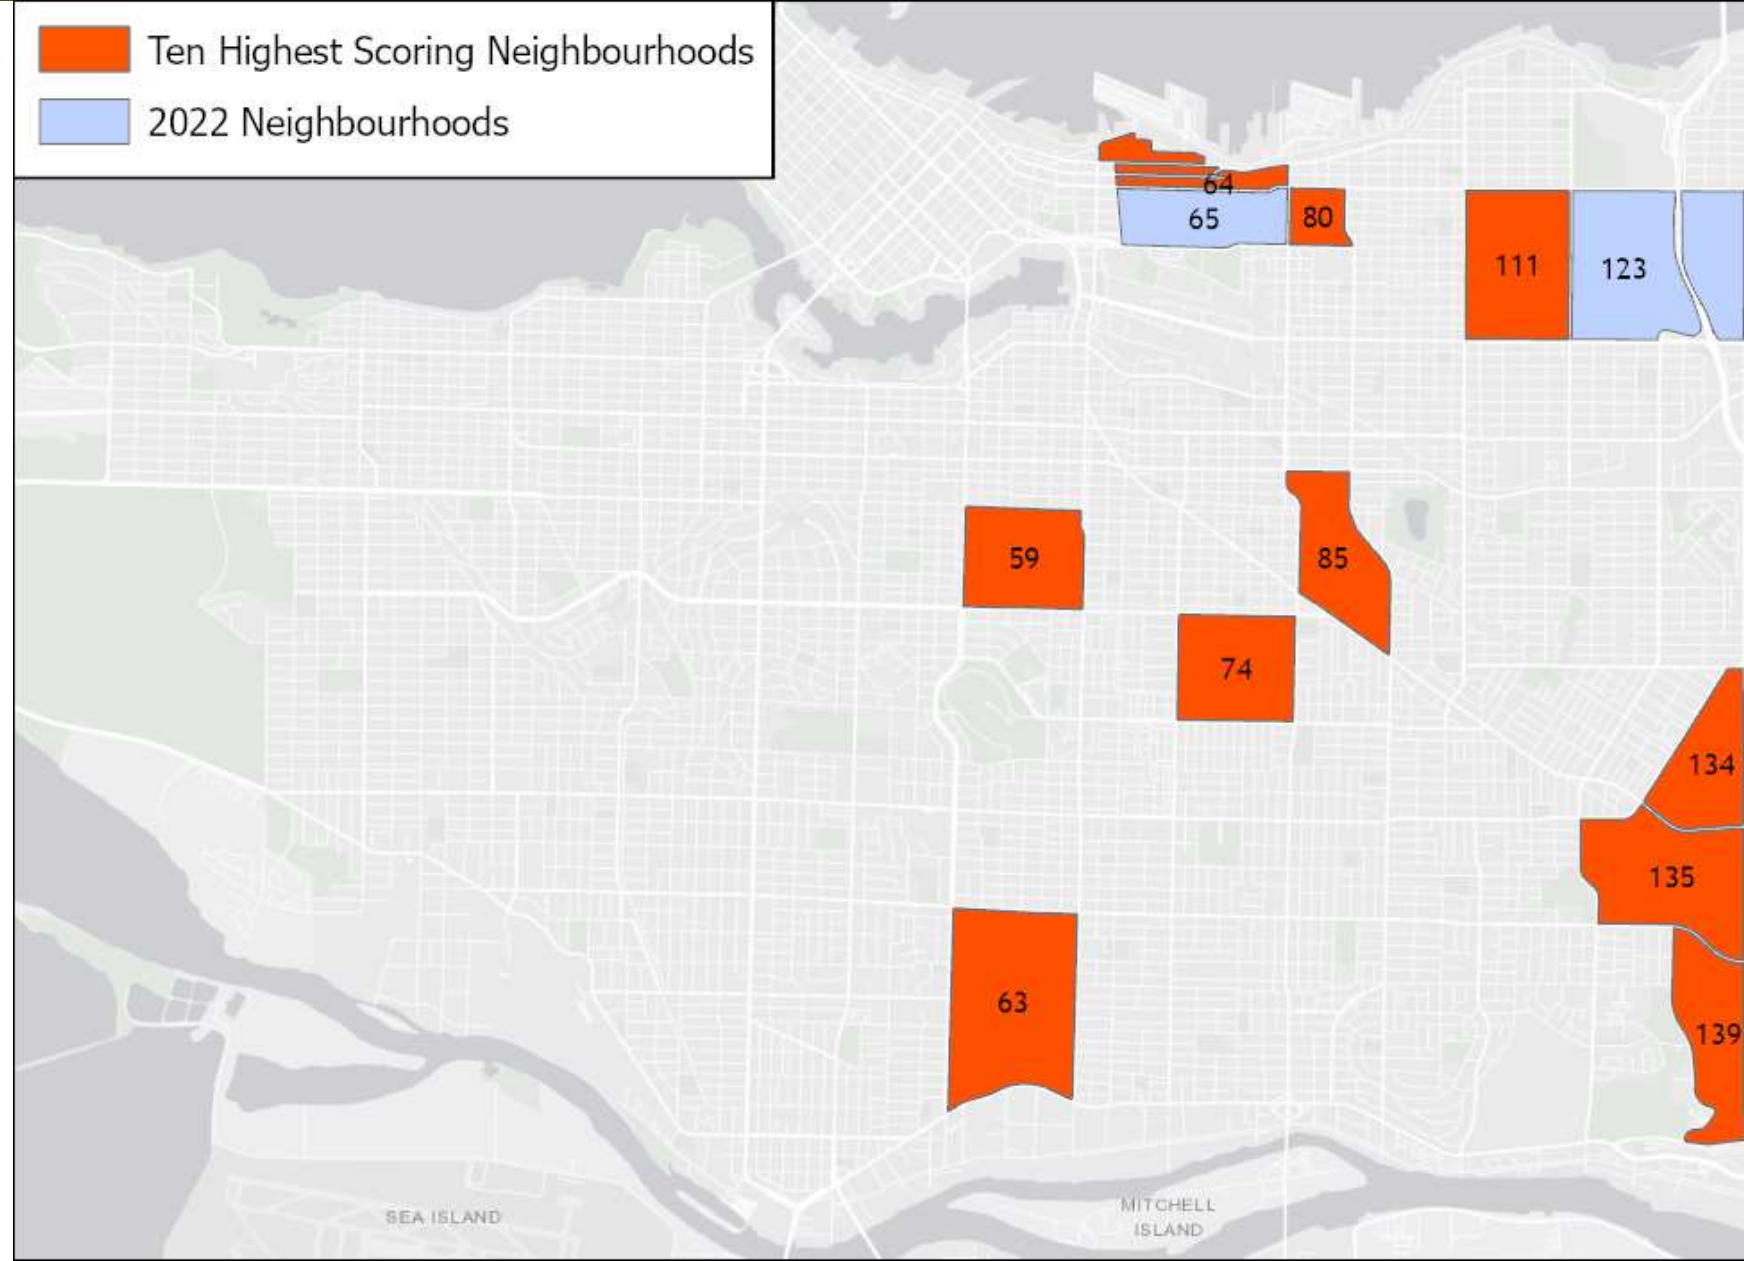 Ten Highest Scoring Neighbourhoods
2022 Neighbourhoods
64
65
80
111
123
59
85
74
134
135
63
139
SEA ISLAND
MITCHELL
ISLAND